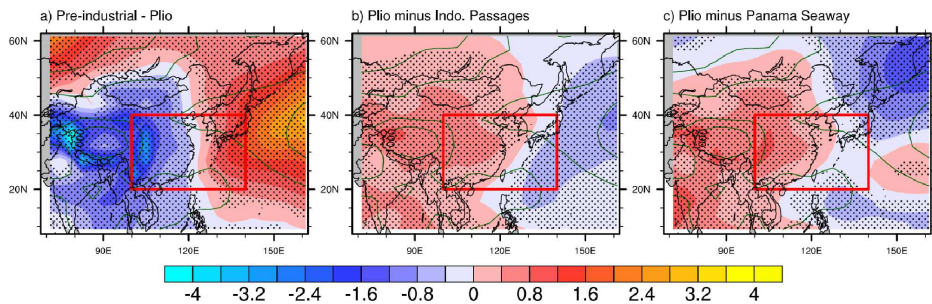 a) Pre-industrial - Plio
b) Plio minus Indo. Passages
c) Plio minus Panama Seaway
60N
40N
20N
90E 120E 150E
60N
40N
20N
90E 120E 150E
60N
40N
20N
90E 120E 150E
-4 -3.2 -2.4 -1.6 -0.8 0 0.8 1.6 2.4 3.2 4